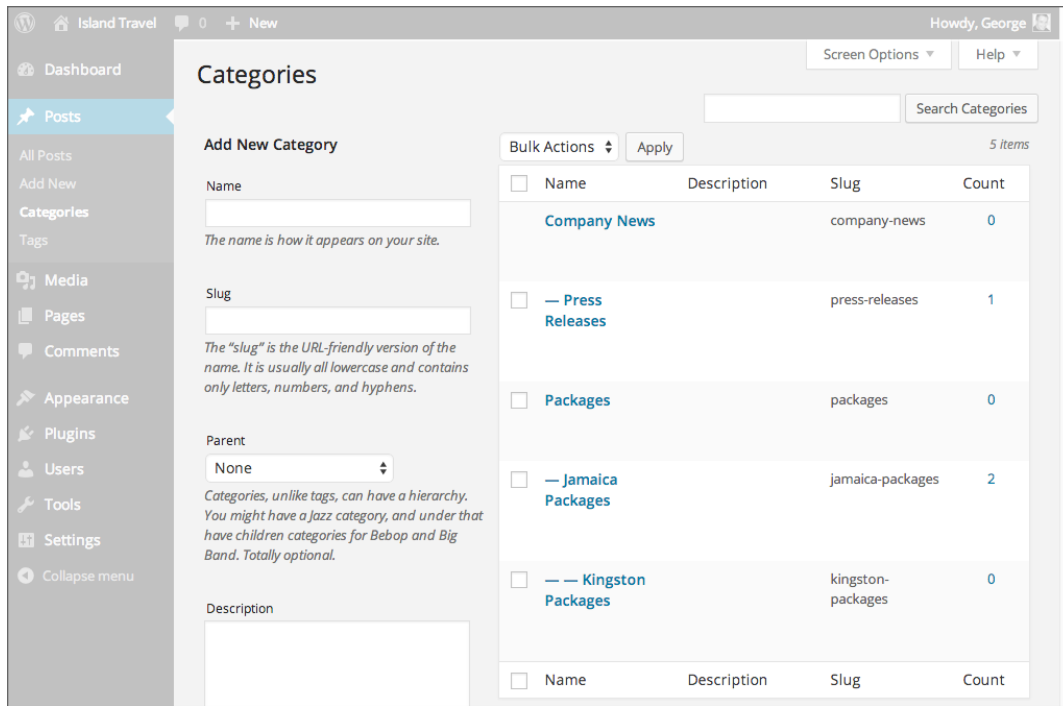 Island Travel 0 + New Howdy, George
Dashboard
Posts
All Posts
Add New
Categories
Tags
Media
Pages
Comments
Appearance
Plugins
Users
Tools
Settings
Collapse menu
Screen Options Help
Categories
Search Categories
Add New Category
Name
The name is how it appears on your site.
Slug
The “slug” is the URL-friendly version of the
name. It is usually all lowercase and contains
only letters, numbers, and hyphens.
Parent
None
Categories, unlike tags, can have a hierarchy.
You might have a Jazz category, and under that
have children categories for Bebop and Big
Band. Totally optional.
Description
Bulk Actions Apply 5 items
Name Description Slug Count
Company News company-news 0
— Press press-releases 1
Releases
Packages packages 0
— Jamaica jamaica-packages 2
Packages
— — Kingston kingston- 0
Packages packages
Name Description Slug Count